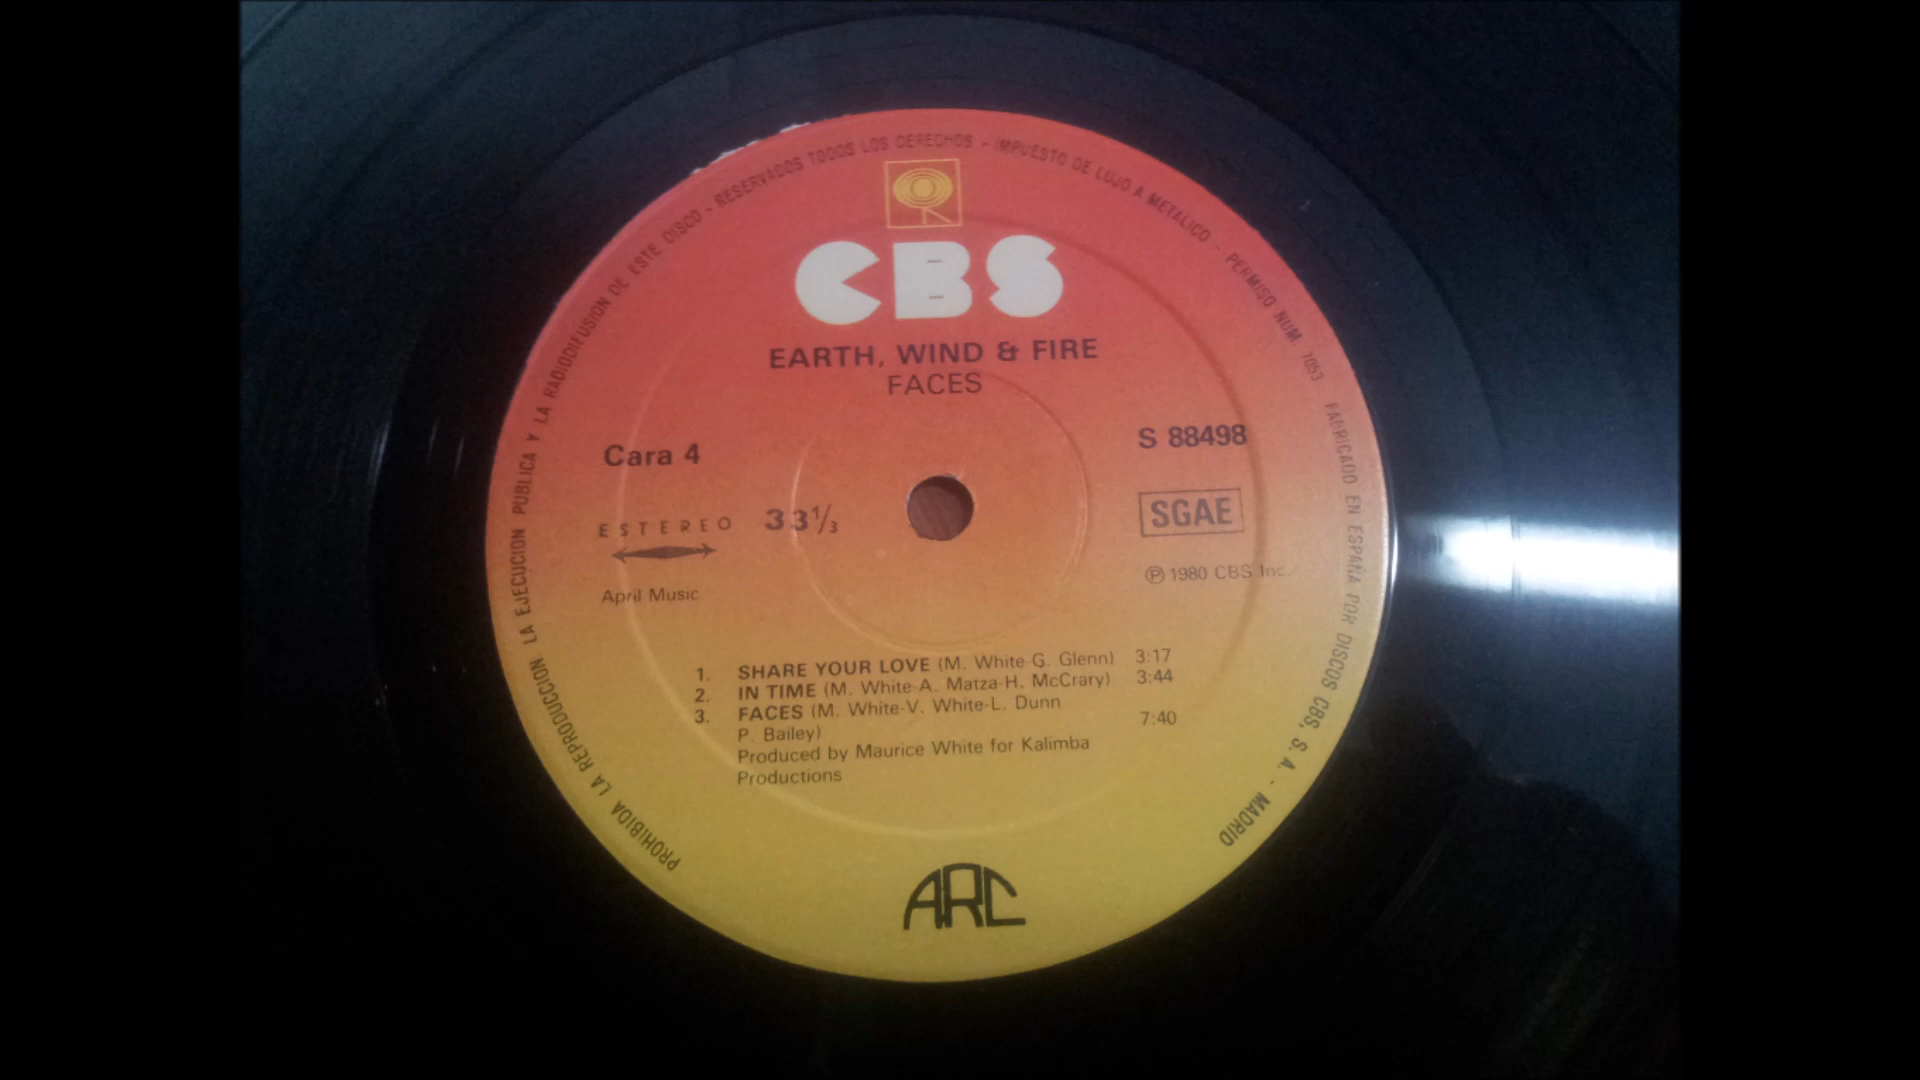 PROHIBIDA LA REPRODUCCION LA EJECUCION PUBLICA Y LA RADIODIFUSION DE ESTE DISCO - RESERVADOS TODOS LOS DERECHOS - IMPUESTO DE LUJO A METALICO - PERMISO NUM. 7053 FABRICADO EN ESPAÑA POR DISCOS CBS, S. A. - MADRID
CBS
EARTH, WIND & FIRE
FACES
Cara 4
S 88498
ESTEREO 33 1/3
SGAE
℗ 1980 CBS Inc.
April Music
1. SHARE YOUR LOVE (M. White-G. Glenn) 3:17
2. IN TIME (M. White-A. Matza-H. McCrary) 3:44
3. FACES (M. White-V. White-L. Dunn
P. Bailey) 7:40
Produced by Maurice White for Kalimba
Productions
ARC